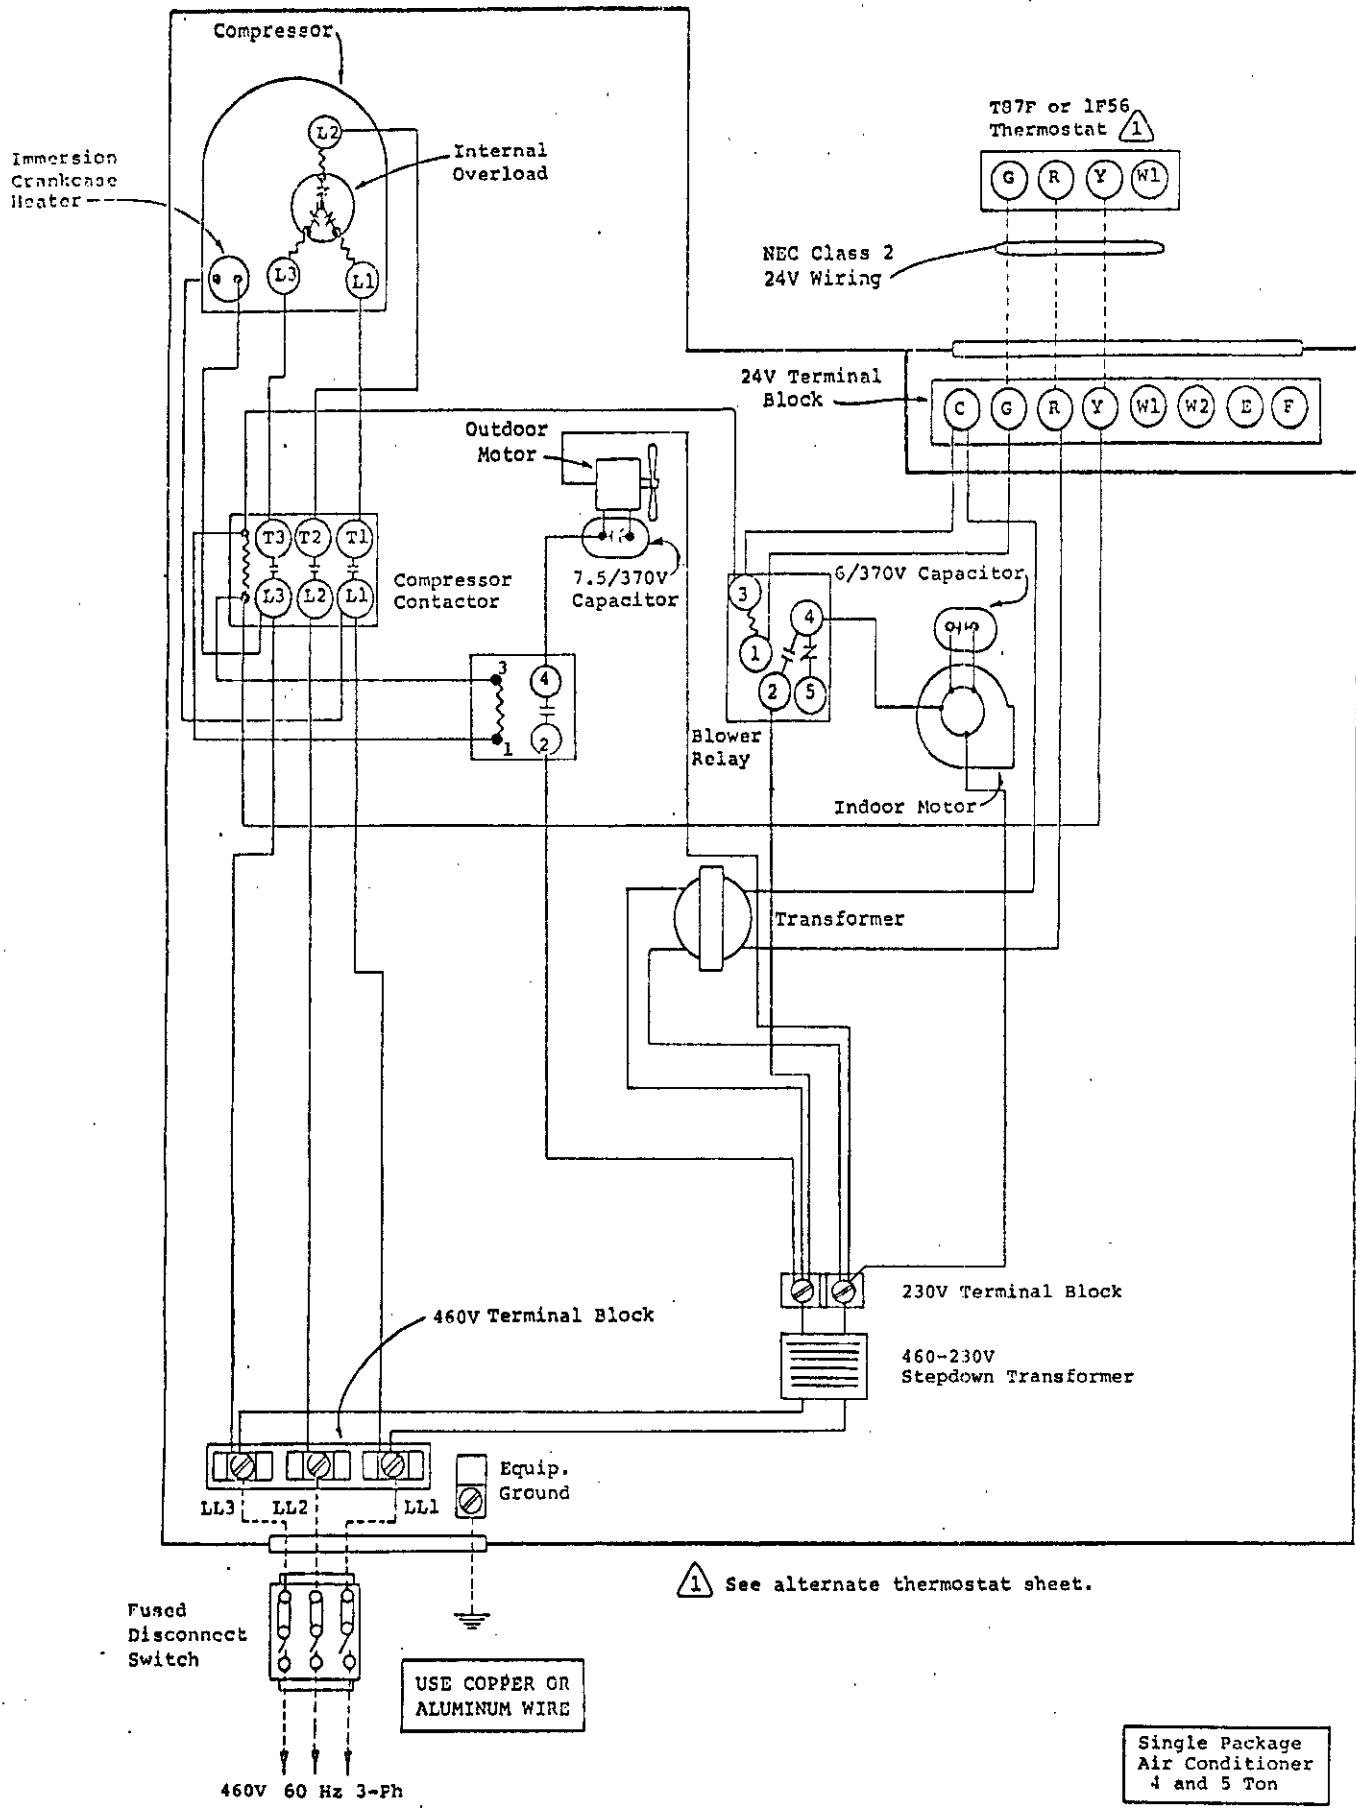 Compressor
L2
Internal
Overload
Immersion
Crankcase
Heater
L3
L1
T87F or 1F56
Thermostat 1
G R Y W1
NEC Class 2
24V Wiring
24V Terminal
Block
C G R Y W1 W2 E F
Outdoor
Motor
7.5/370V
Capacitor
T3 T2 T1
L3 L2 L1
Compressor
Contactor
3
4
1
2
3
4
1
2
5
Blower
Relay
6/370V Capacitor
Indoor Motor
Transformer
230V Terminal Block
460-230V
Stepdown Transformer
460V Terminal Block
LL3 LL2 LL1
Equip.
Ground
1 See alternate thermostat sheet.
Fused
Disconnect
Switch
USE COPPER OR
ALUMINUM WIRE
460V 60 Hz 3-Ph
Single Package
Air Conditioner
4 and 5 Ton